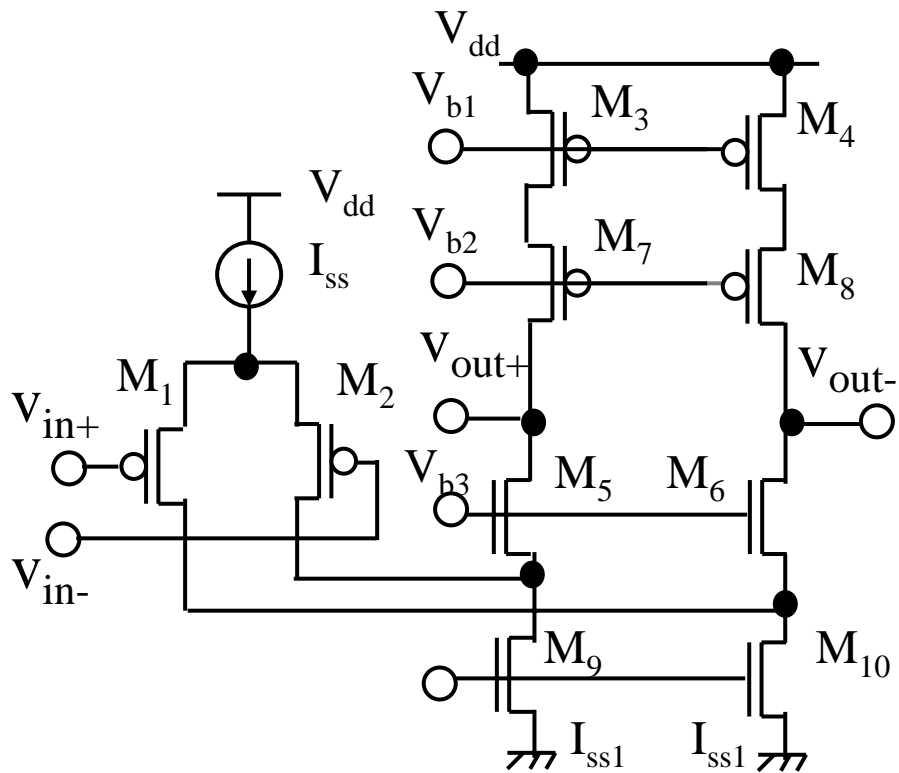 V_dd
V_b1
M_3
M_4
V_dd
V_b2
M_7
I_ss
M_8
M_1
M_2
v_out+
v_out-
v_in+
V_b3
M_5
M_6
v_in-
M_9
M_10
I_ss1
I_ss1